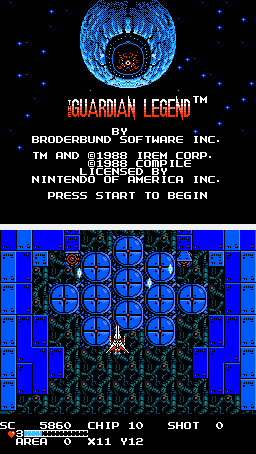 THE GUARDIAN LEGEND™
BY
BRODERBUND SOFTWARE INC.
TM AND ©1988 IREM CORP.
©1988 COMPILE
LICENSED BY
NINTENDO OF AMERICA INC.
PRESS START TO BEGIN
SC 5860 CHIP 10 SHOT 0
3
AREA 0 X11 Y12